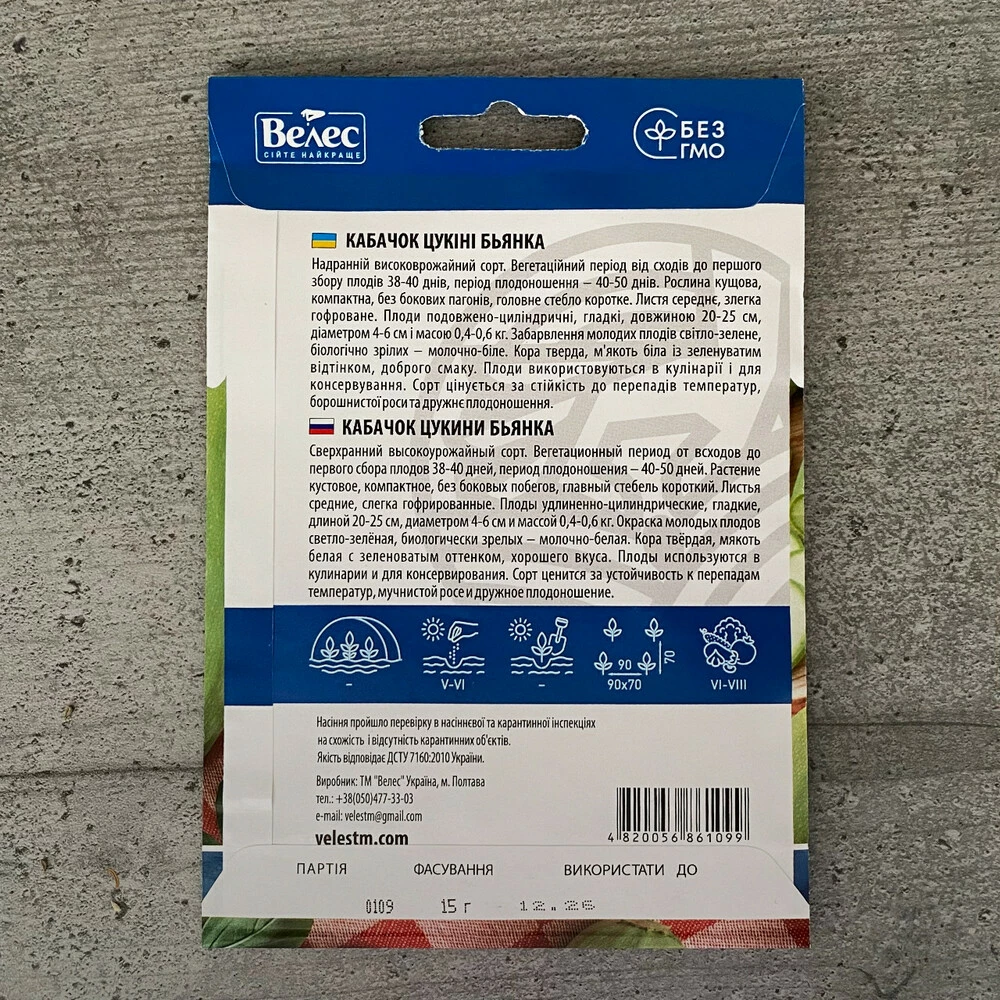 Велес
СІЙТЕ НАЙКРАЩЕ
БЕЗ
ГМО
КАБАЧОК ЦУКІНІ БЬЯНКА
Надранній високоврожайний сорт. Вегетаційний період від сходів до першого
збору плодів 38-40 днів, період плодоношення – 40-50 днів. Рослина кущова,
компактна, без бокових пагонів, головне стебло коротке. Листя середнє, злегка
гофроване. Плоди подовжено-циліндричні, гладкі, довжиною 20-25 см,
діаметром 4-6 см і масою 0,4-0,6 кг. Забарвлення молодих плодів світло-зелене,
біологічно зрілих – молочно-біле. Кора тверда, м'якоть біла із зеленуватим
відтінком, доброго смаку. Плоди використовуються в кулінарії і для
консервування. Сорт цінується за стійкість до перепадів температур,
борошнистої роси та дружнє плодоношення.
КАБАЧОК ЦУКИНИ БЬЯНКА
Сверхранний высокоурожайный сорт. Вегетационный период от всходов до
первого сбора плодов 38-40 дней, период плодоношения – 40-50 дней. Растение
кустовое, компактное, без боковых побегов, главный стебель короткий. Листья
средние, слегка гофрированные. Плоды удлиненно-цилиндрические, гладкие,
длиной 20-25 см, диаметром 4-6 см и массой 0,4-0,6 кг. Окраска молодых плодов
светло-зелёная, биологически зрелых – молочно-белая. Кора твёрдая, мякоть
белая с зеленоватым оттенком, хорошего вкуса. Плоды используются в
кулинарии и для консервирования. Сорт ценится за устойчивость к перепадам
температур, мучнистой росе и дружное плодоношение.
90 70
– V-VI – 90x70 VI-VIII
Насіння пройшло перевірку в насіннєвої та карантинної інспекціях
на схожість і відсутність карантинних об'єктів.
Якість відповідає ДСТУ 7160:2010 України.
Виробник: ТМ "Велес" Україна, м. Полтава
тел.: +38(050)477-33-03
e-mail: velestm@gmail.com
velestm.com
4 820056 861099
ПАРТІЯ ФАСУВАННЯ ВИКОРИСТАТИ ДО
0109 15 г 12.26